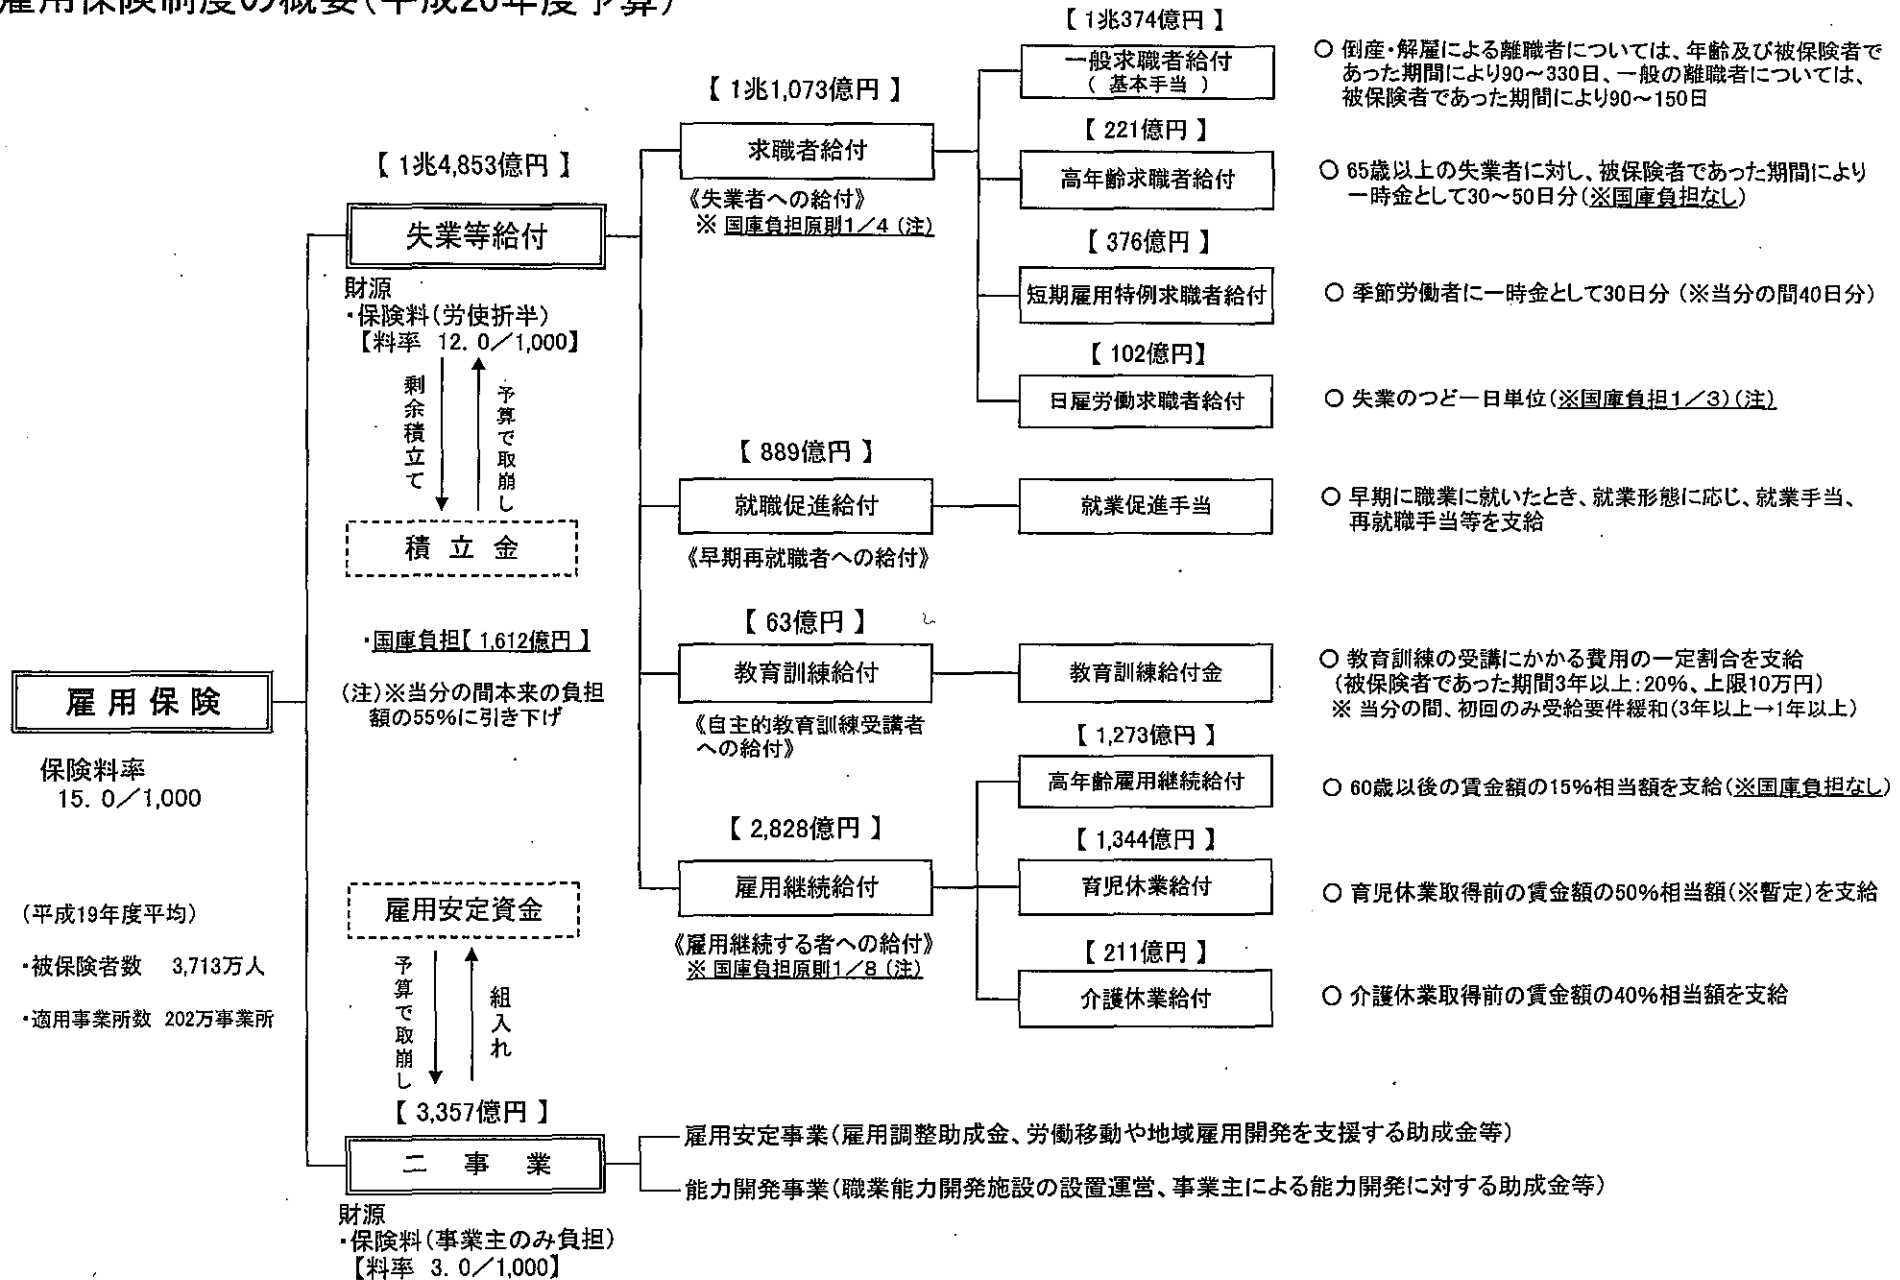 雇用保険制度の概要(平成20年度予算)
雇用保険
保険料率
15.0/1,000
(平成19年度平均)
・被保険者数 3,713万人
・適用事業所数 202万事業所
【 1兆4,853億円 】
失業等給付
財源
・保険料(労使折半)
【料率 12.0/1,000】
剰余積立て
予算で取崩し
積立金
・国庫負担【 1,612億円 】
(注)※当分の間本来の負担
額の55%に引き下げ
雇用安定資金
予算で取崩し
組入れ
【 3,357億円 】
二事業
財源
・保険料(事業主のみ負担)
【料率 3.0/1,000】
【 1兆1,073億円 】
求職者給付
《失業者への給付》
※ 国庫負担原則1/4 (注)
【 1兆374億円 】
一般求職者給付
( 基本手当 )
○ 倒産・解雇による離職者については、年齢及び被保険者で
あった期間により90~330日、一般の離職者については、
被保険者であった期間により90~150日
【 221億円 】
高年齢求職者給付
○ 65歳以上の失業者に対し、被保険者であった期間により
一時金として30~50日分(※国庫負担なし)
【 376億円 】
短期雇用特例求職者給付
○ 季節労働者に一時金として30日分 (※当分の間40日分)
【 102億円】
日雇労働求職者給付
○ 失業のつど一日単位(※国庫負担1/3)(注)
【 889億円 】
就職促進給付
《早期再就職者への給付》
就業促進手当
○ 早期に職業に就いたとき、就業形態に応じ、就業手当、
再就職手当等を支給
【 63億円 】
教育訓練給付
《自主的教育訓練受講者
への給付》
教育訓練給付金
○ 教育訓練の受講にかかる費用の一定割合を支給
(被保険者であった期間3年以上:20%、上限10万円)
※ 当分の間、初回のみ受給要件緩和(3年以上→1年以上)
【 2,828億円 】
雇用継続給付
《雇用継続する者への給付》
※ 国庫負担原則1/8 (注)
【 1,273億円 】
高年齢雇用継続給付
○ 60歳以後の賃金額の15%相当額を支給(※国庫負担なし)
【 1,344億円 】
育児休業給付
○ 育児休業取得前の賃金額の50%相当額(※暫定)を支給
【 211億円 】
介護休業給付
○ 介護休業取得前の賃金額の40%相当額を支給
雇用安定事業(雇用調整助成金、労働移動や地域雇用開発を支援する助成金等)
能力開発事業(職業能力開発施設の設置運営、事業主による能力開発に対する助成金等)